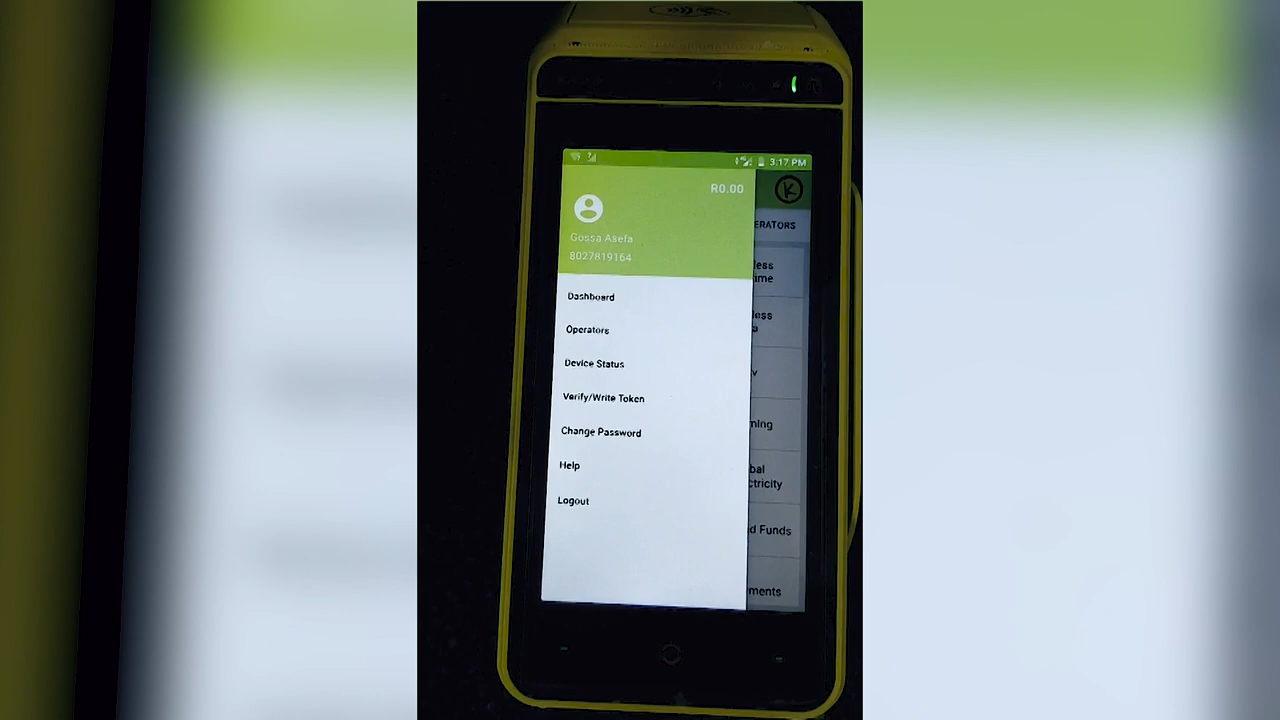 3:17 PM
R0.00
Gossa Asefa
8027819164
ERATORS
Dashboard
less
ime
Operators
less
Device Status
Verify/Write Token
ning
Change Password
bal
ctricity
Help
Logout
d Funds
ments